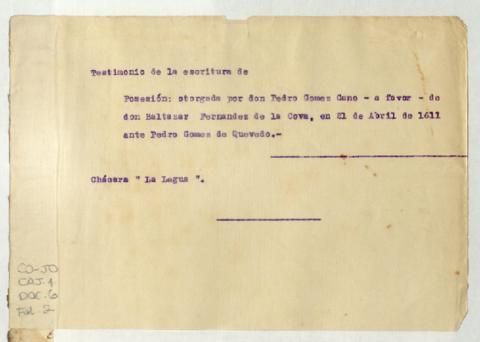 Testimonio de la escritura de
Posesión: otorgada por don Pedro Gomez Cano - a favor - de
don Baltazar Fernandez de la Cova, en 21 de Abril de 1611
ante Pedro Gomez de Quevedo.-
Chácara " La Legua ".
CO-JO
CAJ. 1
DOC. 6
Fol. 2